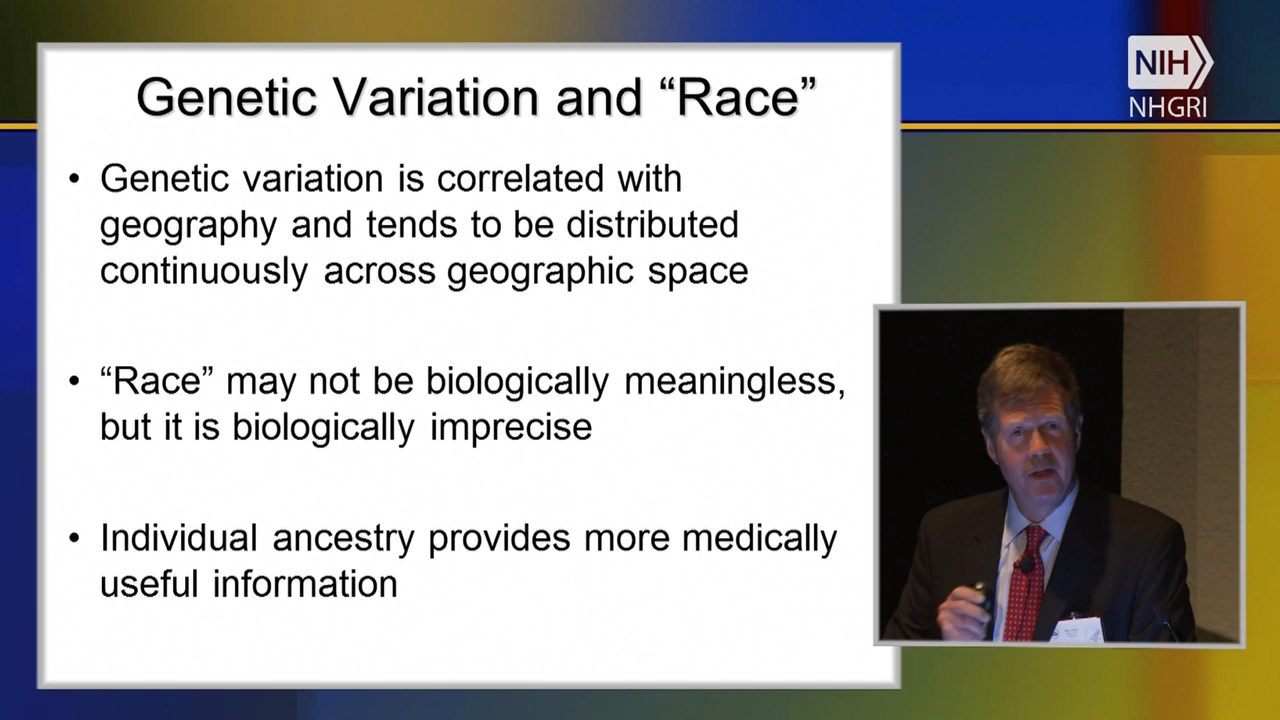 Genetic Variation and “Race”
• Genetic variation is correlated with
geography and tends to be distributed
continuously across geographic space
• “Race” may not be biologically meaningless,
but it is biologically imprecise
• Individual ancestry provides more medically
useful information
NIH
NHGRI